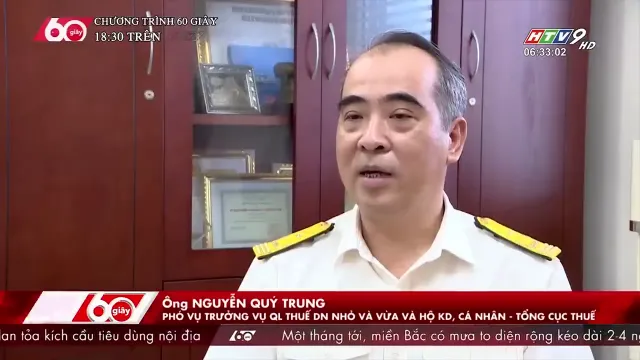 60 giây
CHƯƠNG TRÌNH 60 GIÂY
18:30 TRÊN
HTV9 HD
06:33:02
Ông NGUYỄN QUÝ TRUNG
PHÓ VỤ TRƯỞNG VỤ QL THUẾ DN NHỎ VÀ VỪA VÀ HỘ KD, CÁ NHÂN - TỔNG CỤC THUẾ
60 giây
lan tỏa kích cầu tiêu dùng nội địa
Một tháng tới, miền Bắc có mưa to diện rộng kéo dài 2-4 n